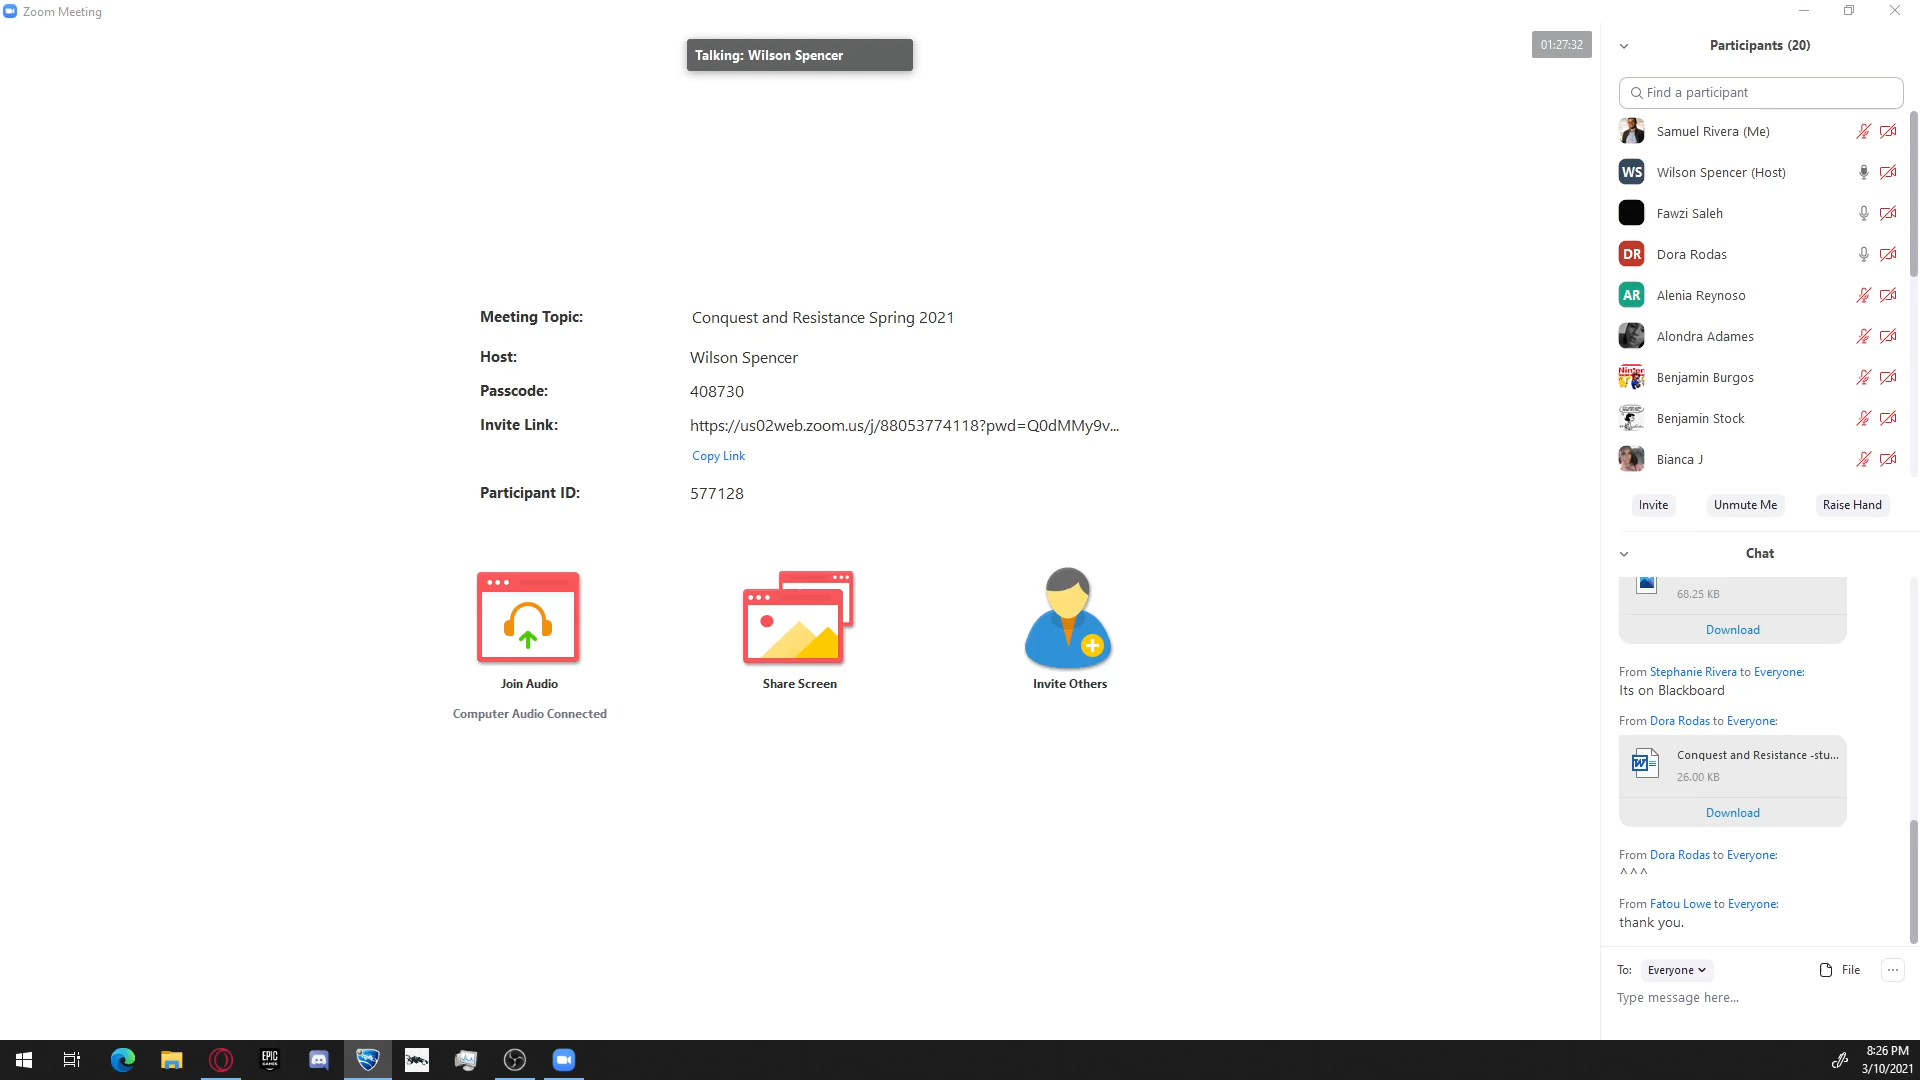 Zoom Meeting
Talking: Wilson Spencer
01:27:32
Meeting Topic: Conquest and Resistance Spring 2021
Host: Wilson Spencer
Passcode: 408730
Invite Link: https://us02web.zoom.us/j/88053774118?pwd=Q0dMMy9v...
Copy Link
Participant ID: 577128
Join Audio
Computer Audio Connected
Share Screen
Invite Others
Participants (20)
Find a participant
Samuel Rivera (Me)
WS Wilson Spencer (Host)
Fawzi Saleh
DR Dora Rodas
AR Alenia Reynoso
Alondra Adames
Benjamin Burgos
Benjamin Stock
Bianca J
Invite Unmute Me Raise Hand
Chat
68.25 KB
Download
From Stephanie Rivera to Everyone:
Its on Blackboard
From Dora Rodas to Everyone:
Conquest and Resistance -stu...
26.00 KB
Download
From Dora Rodas to Everyone:
^^^
From Fatou Lowe to Everyone:
thank you.
To: Everyone File ...
Type message here...
EPIC GAMES
8:26 PM
3/10/2021